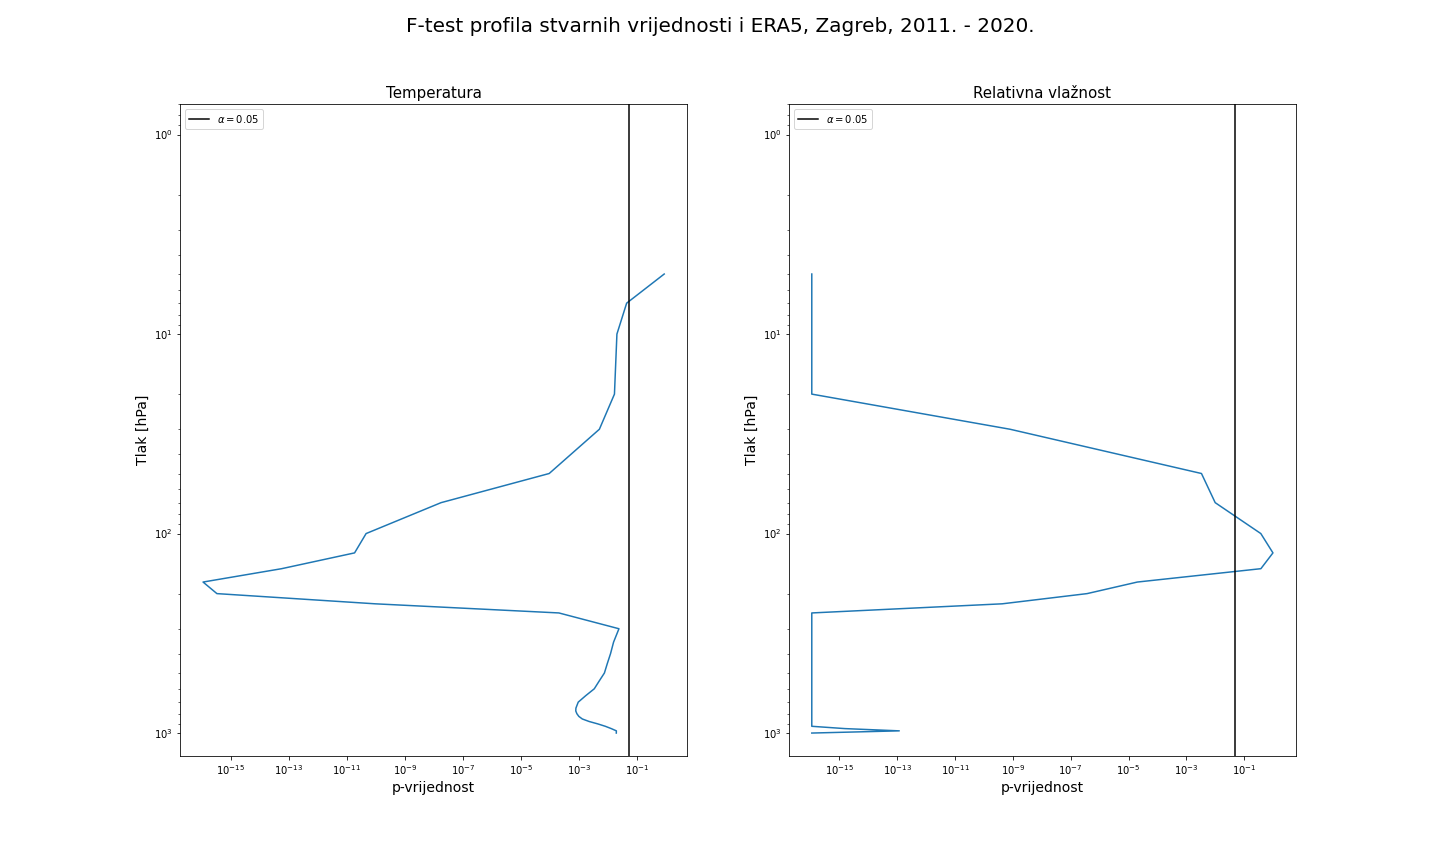 F-test profila stvarnih vrijednosti i ERA5, Zagreb, 2011. - 2020.
Temperatura
α = 0.05
10⁰
10¹
10²
10³
Tlak [hPa]
10⁻¹⁵ 10⁻¹³ 10⁻¹¹ 10⁻⁹ 10⁻⁷ 10⁻⁵ 10⁻³ 10⁻¹
p-vrijednost
Relativna vlažnost
α = 0.05
10⁰
10¹
10²
10³
Tlak [hPa]
10⁻¹⁵ 10⁻¹³ 10⁻¹¹ 10⁻⁹ 10⁻⁷ 10⁻⁵ 10⁻³ 10⁻¹
p-vrijednost